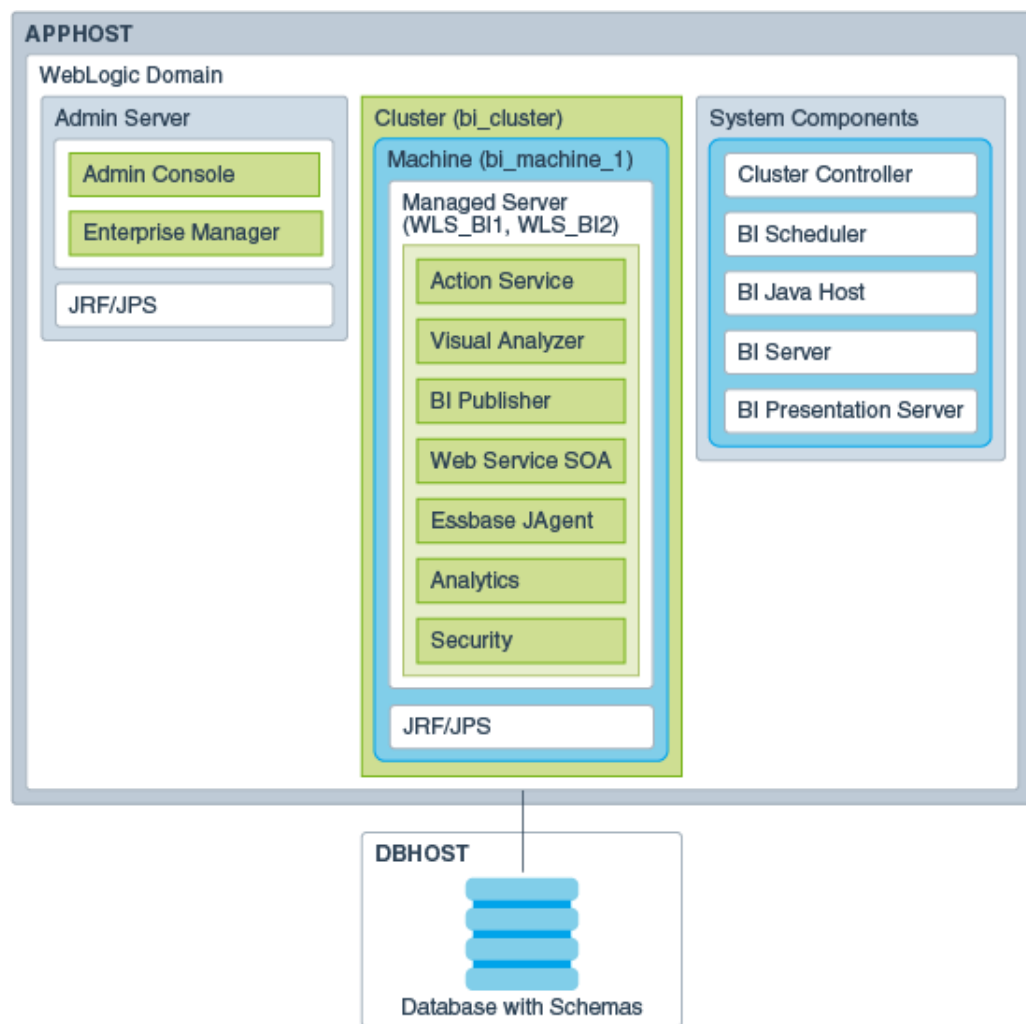 APPHOST
WebLogic Domain
Admin Server
Admin Console
Enterprise Manager
JRF/JPS
Cluster (bi_cluster)
Machine (bi_machine_1)
Managed Server
(WLS_BI1, WLS_BI2)
Action Service
Visual Analyzer
BI Publisher
Web Service SOA
Essbase JAgent
Analytics
Security
JRF/JPS
System Components
Cluster Controller
BI Scheduler
BI Java Host
BI Server
BI Presentation Server
DBHOST
Database with Schemas